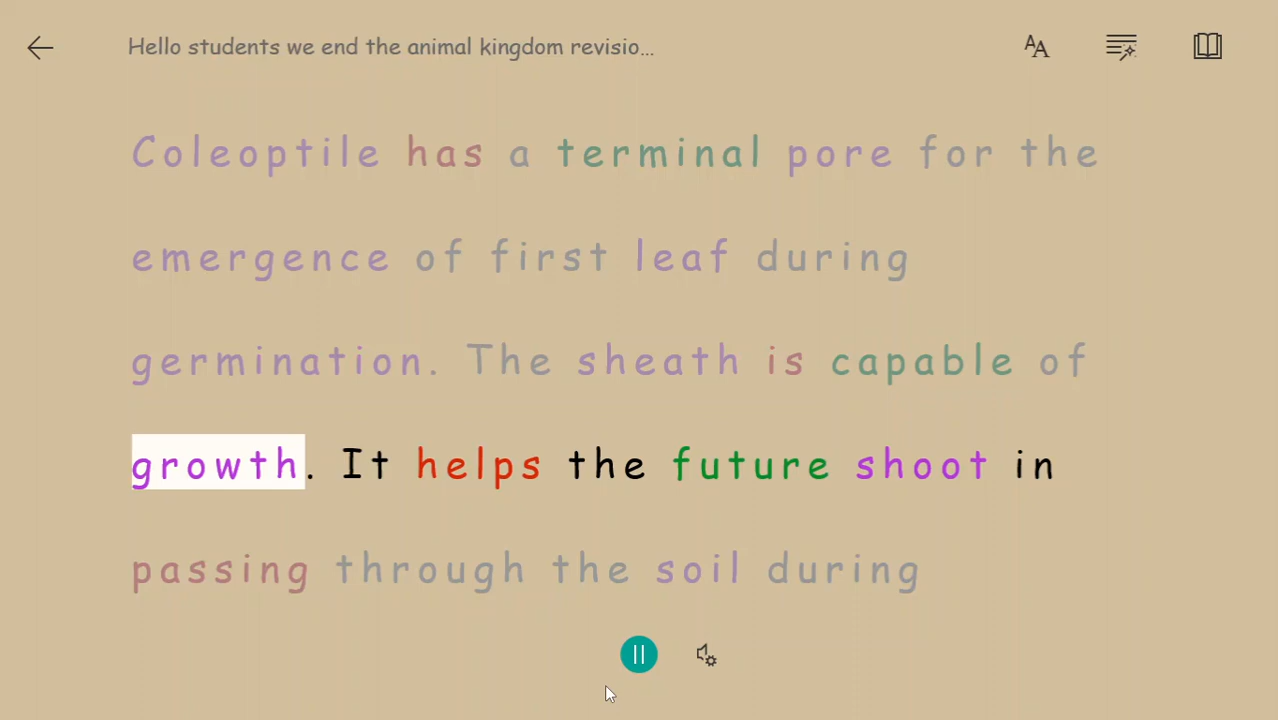 Hello students we end the animal kingdom revisio...
Coleoptile has a terminal pore for the
emergence of first leaf during
germination. The sheath is capable of
growth. It helps the future shoot in
passing through the soil during